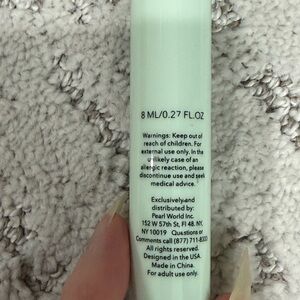 8 ML/0.27 FL.OZ
Warnings: Keep out of
reach of children. For
external use only. In the
unlikely case of an
allergic reaction, please
discontinue use and seek
medical advice.
Exclusively and
distributed by:
Pearl World Inc.
152 W 57th St, Fl 48. NY,
NY 10019 Questions or
Comments call (877) 711-8300
All rights reserved.
Designed in the USA.
Made in China.
For adult use only.